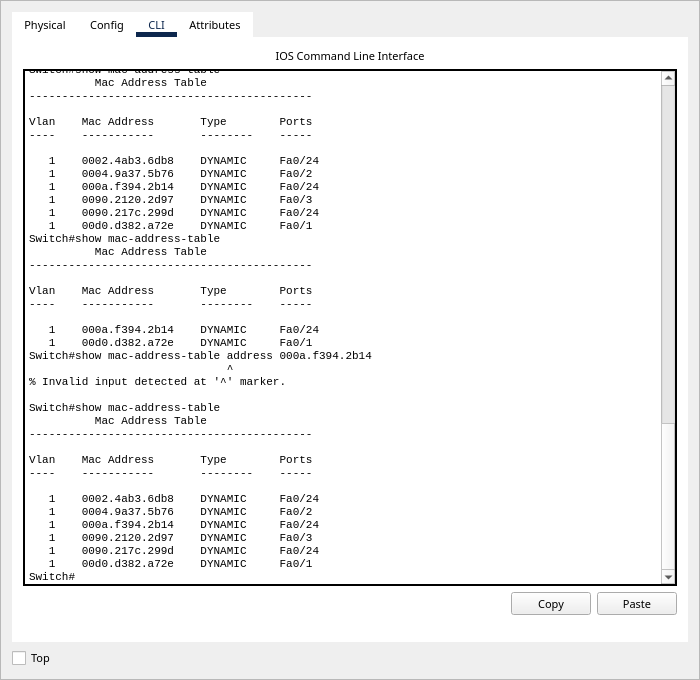 Physical Config CLI Attributes
IOS Command Line Interface
Switch#show mac-address-table
          Mac Address Table
-------------------------------------------

Vlan    Mac Address       Type        Ports
----    -----------       --------    -----

   1    0002.4ab3.6db8    DYNAMIC     Fa0/24
   1    0004.9a37.5b76    DYNAMIC     Fa0/2
   1    000a.f394.2b14    DYNAMIC     Fa0/24
   1    0090.2120.2d97    DYNAMIC     Fa0/3
   1    0090.217c.299d    DYNAMIC     Fa0/24
   1    00d0.d382.a72e    DYNAMIC     Fa0/1
Switch#show mac-address-table
          Mac Address Table
-------------------------------------------

Vlan    Mac Address       Type        Ports
----    -----------       --------    -----

   1    000a.f394.2b14    DYNAMIC     Fa0/24
   1    00d0.d382.a72e    DYNAMIC     Fa0/1
Switch#show mac-address-table address 000a.f394.2b14
                              ^
% Invalid input detected at '^' marker.

Switch#show mac-address-table
          Mac Address Table
-------------------------------------------

Vlan    Mac Address       Type        Ports
----    -----------       --------    -----

   1    0002.4ab3.6db8    DYNAMIC     Fa0/24
   1    0004.9a37.5b76    DYNAMIC     Fa0/2
   1    000a.f394.2b14    DYNAMIC     Fa0/24
   1    0090.2120.2d97    DYNAMIC     Fa0/3
   1    0090.217c.299d    DYNAMIC     Fa0/24
   1    00d0.d382.a72e    DYNAMIC     Fa0/1
Switch#
Copy Paste
Top